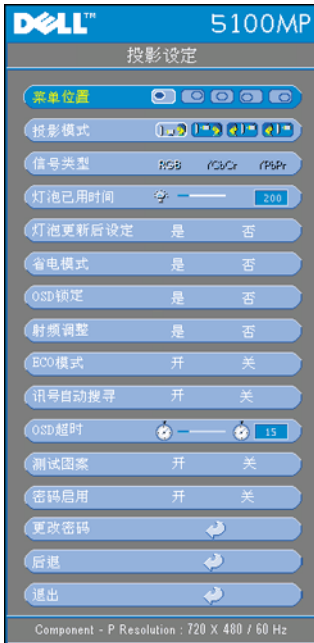 DELL™ 5100MP
投影设定
菜单位置
投影模式
信号类型 RGB YCbCr YPbPr
灯泡已用时间 200
灯泡更新后设定 是 否
省电模式 是 否
OSD锁定 是 否
射频调整 是 否
ECO模式 开 关
讯号自动搜寻 开 关
OSD超时 15
测试图案 开 关
密码启用 开 关
更改密码
后退
退出
Component - P Resolution : 720 X 480 / 60 Hz